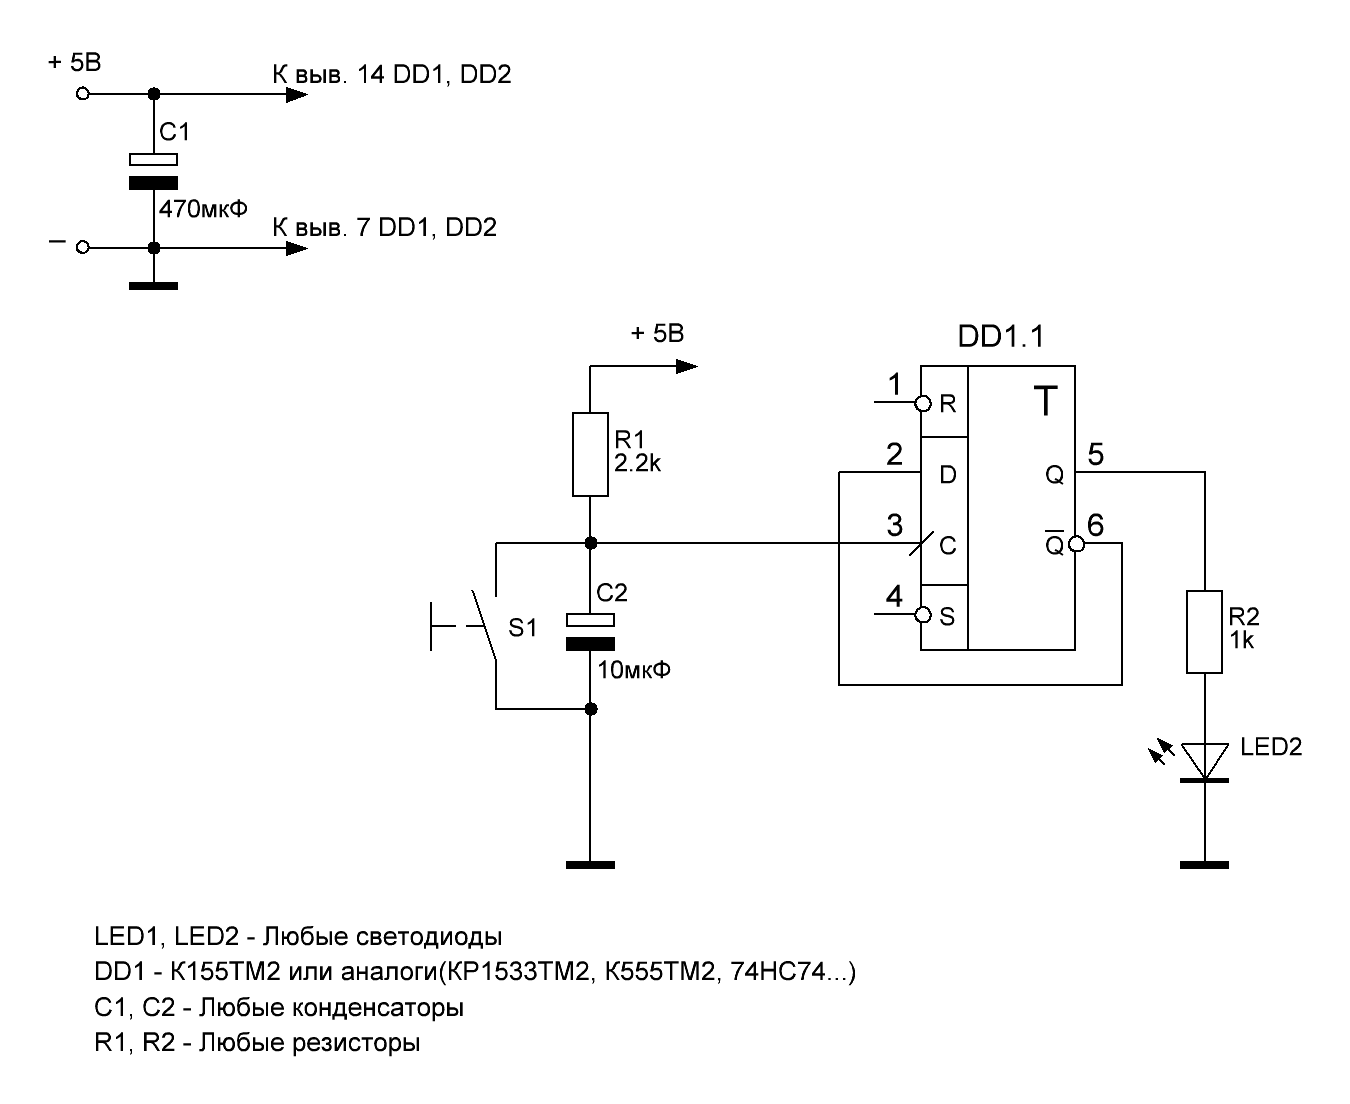 + 5В
К выв. 14 DD1, DD2
C1
470мкФ
–
К выв. 7 DD1, DD2
+ 5В
DD1.1
R1
2.2k
1
R
T
2
D
Q
5
3
C
Q
6
4
S
S1
C2
10мкФ
R2
1k
LED2
LED1, LED2 - Любые светодиоды
DD1 - К155ТМ2 или аналоги(КР1533ТМ2, К555ТМ2, 74HC74...)
C1, C2 - Любые конденсаторы
R1, R2 - Любые резисторы